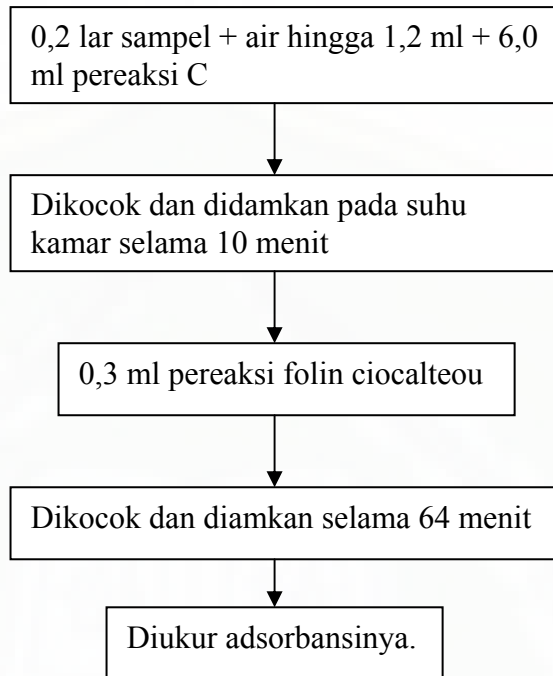 0,2 lar sampel + air hingga 1,2 ml + 6,0
ml pereaksi C
Dikocok dan didamkan pada suhu
kamar selama 10 menit
0,3 ml pereaksi folin ciocalteou
Dikocok dan diamkan selama 64 menit
Diukur adsorbansinya.